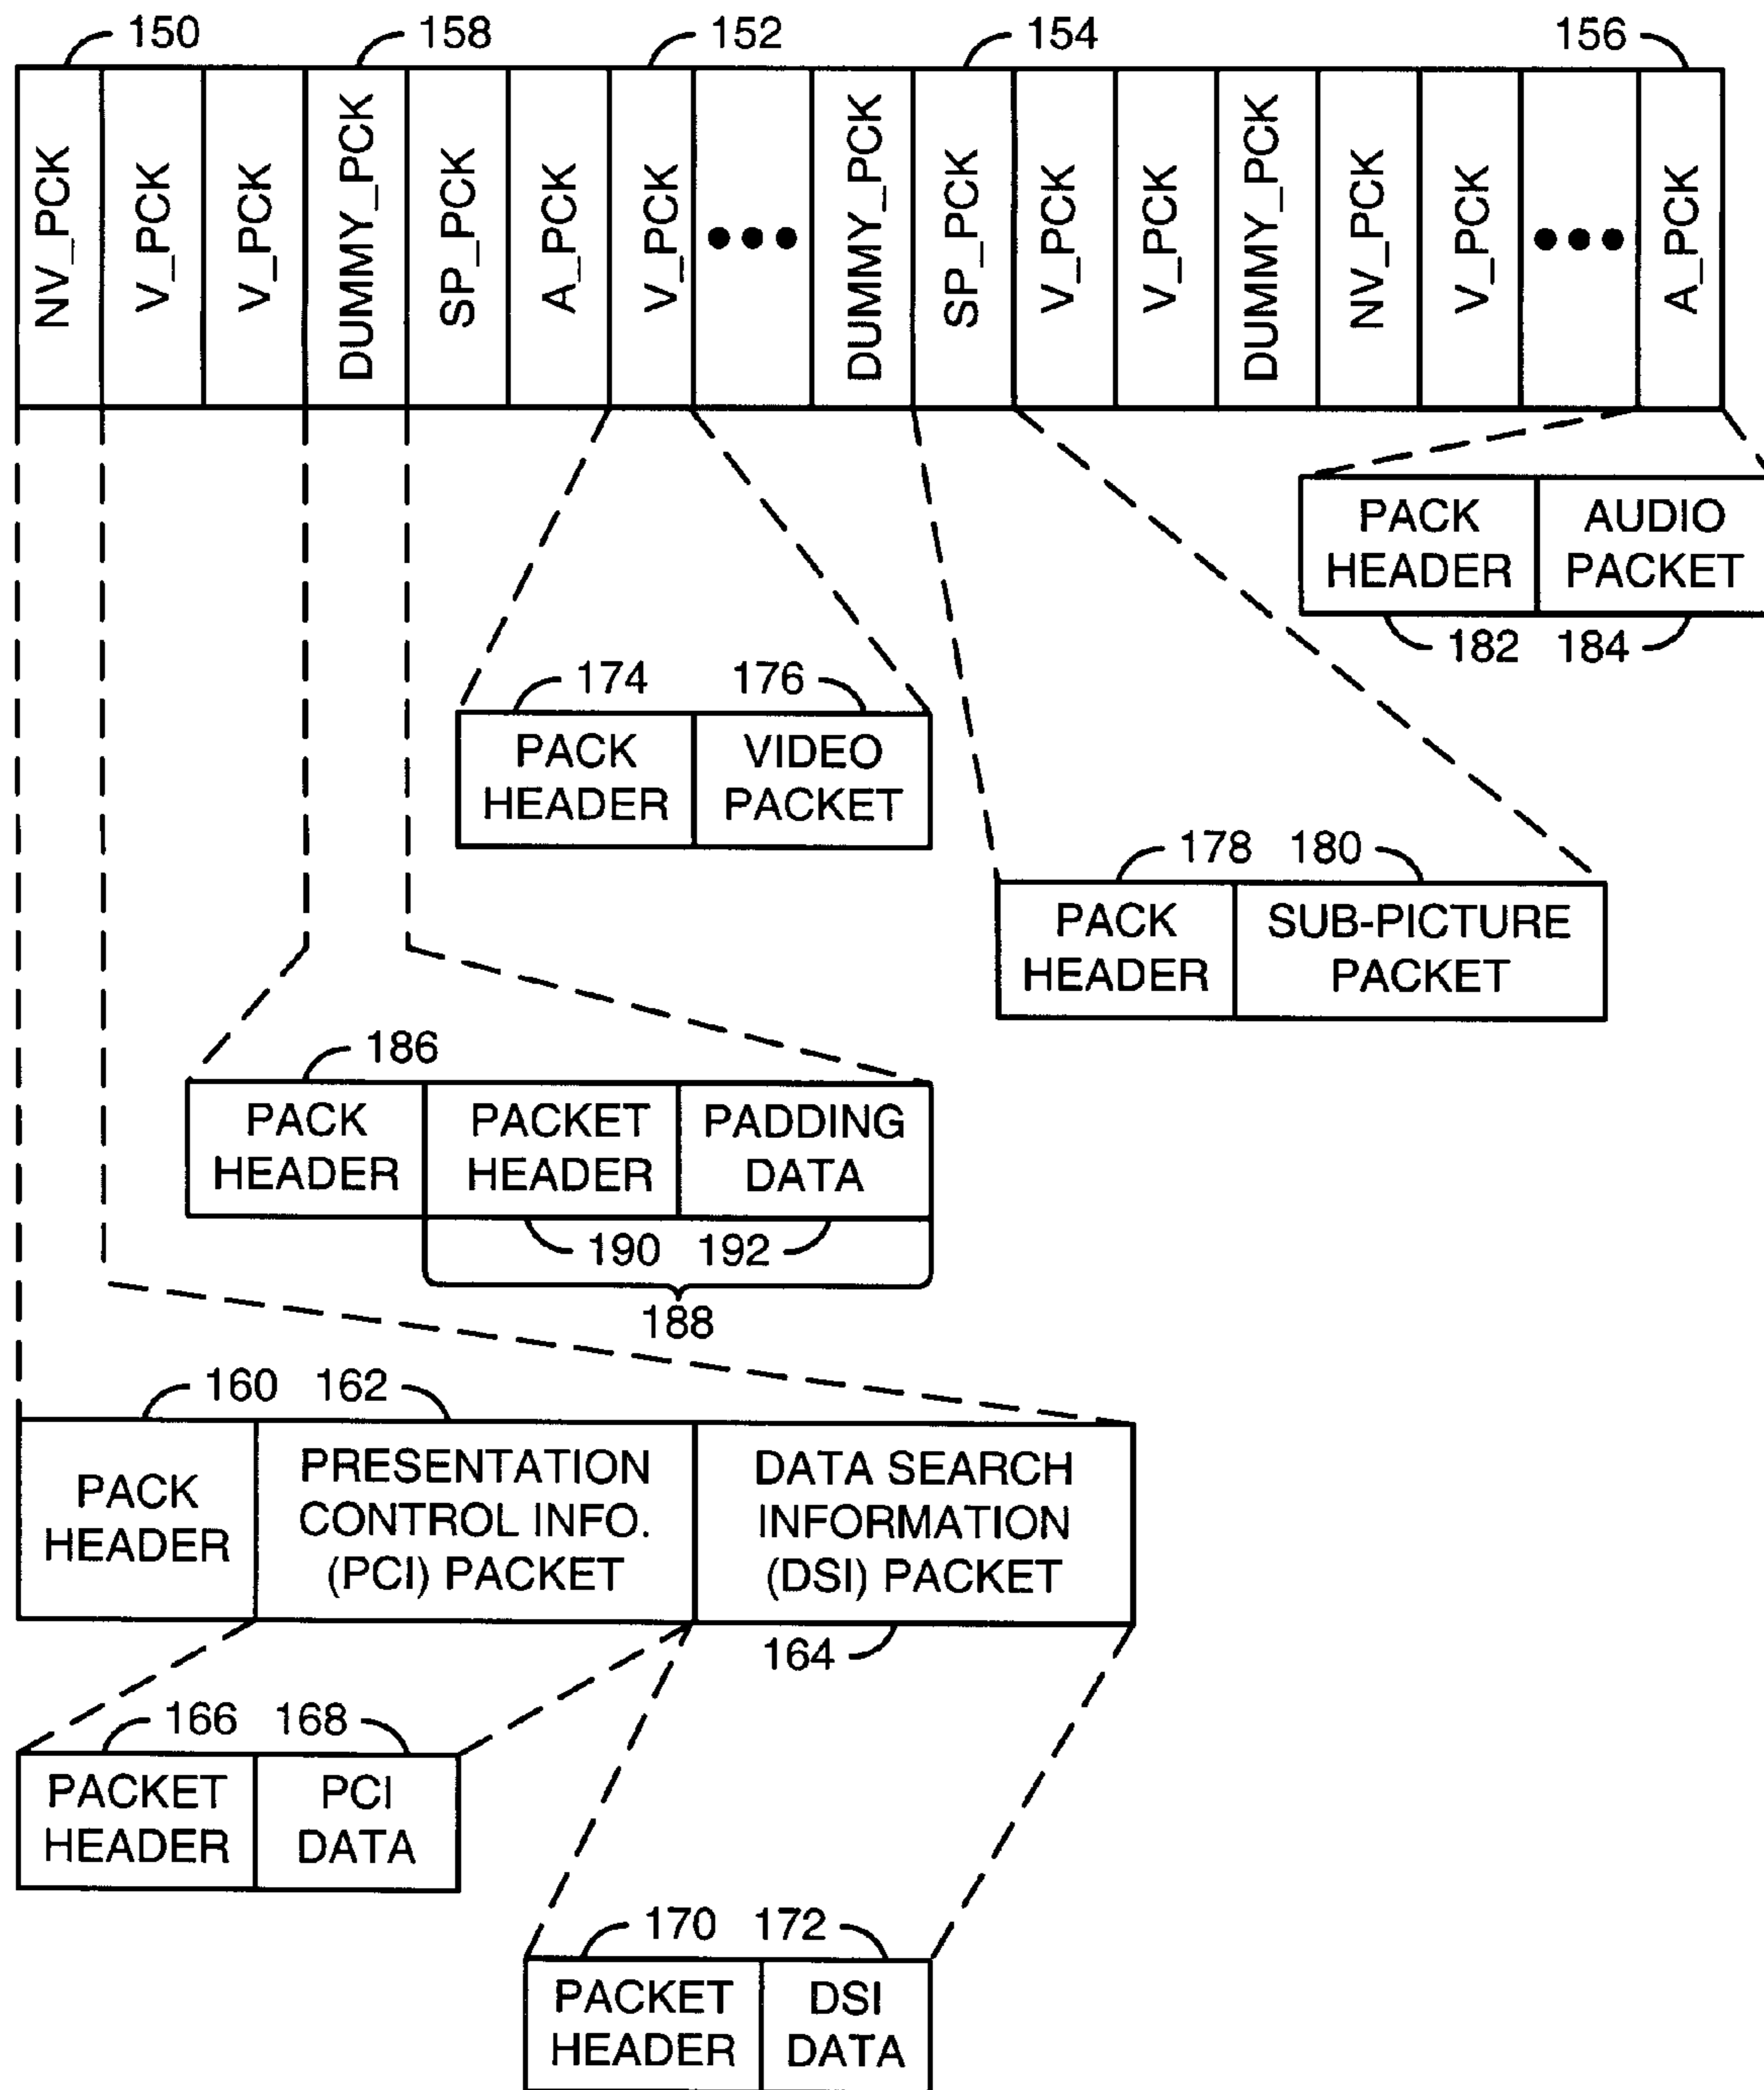 150 158 152 154 156
NV_PCK V_PCK V_PCK DUMMY_PCK SP_PCK A_PCK V_PCK ••• DUMMY_PCK SP_PCK V_PCK V_PCK DUMMY_PCK NV_PCK V_PCK ••• A_PCK
PACK AUDIO
HEADER PACKET
182 184
174 176
PACK VIDEO
HEADER PACKET
178 180
PACK SUB-PICTURE
HEADER PACKET
186
PACK PACKET PADDING
HEADER HEADER DATA
190 192
188
160 162
PACK
HEADER
PRESENTATION
CONTROL INFO.
(PCI) PACKET
DATA SEARCH
INFORMATION
(DSI) PACKET
164
166 168
PACKET PCI
HEADER DATA
170 172
PACKET DSI
HEADER DATA